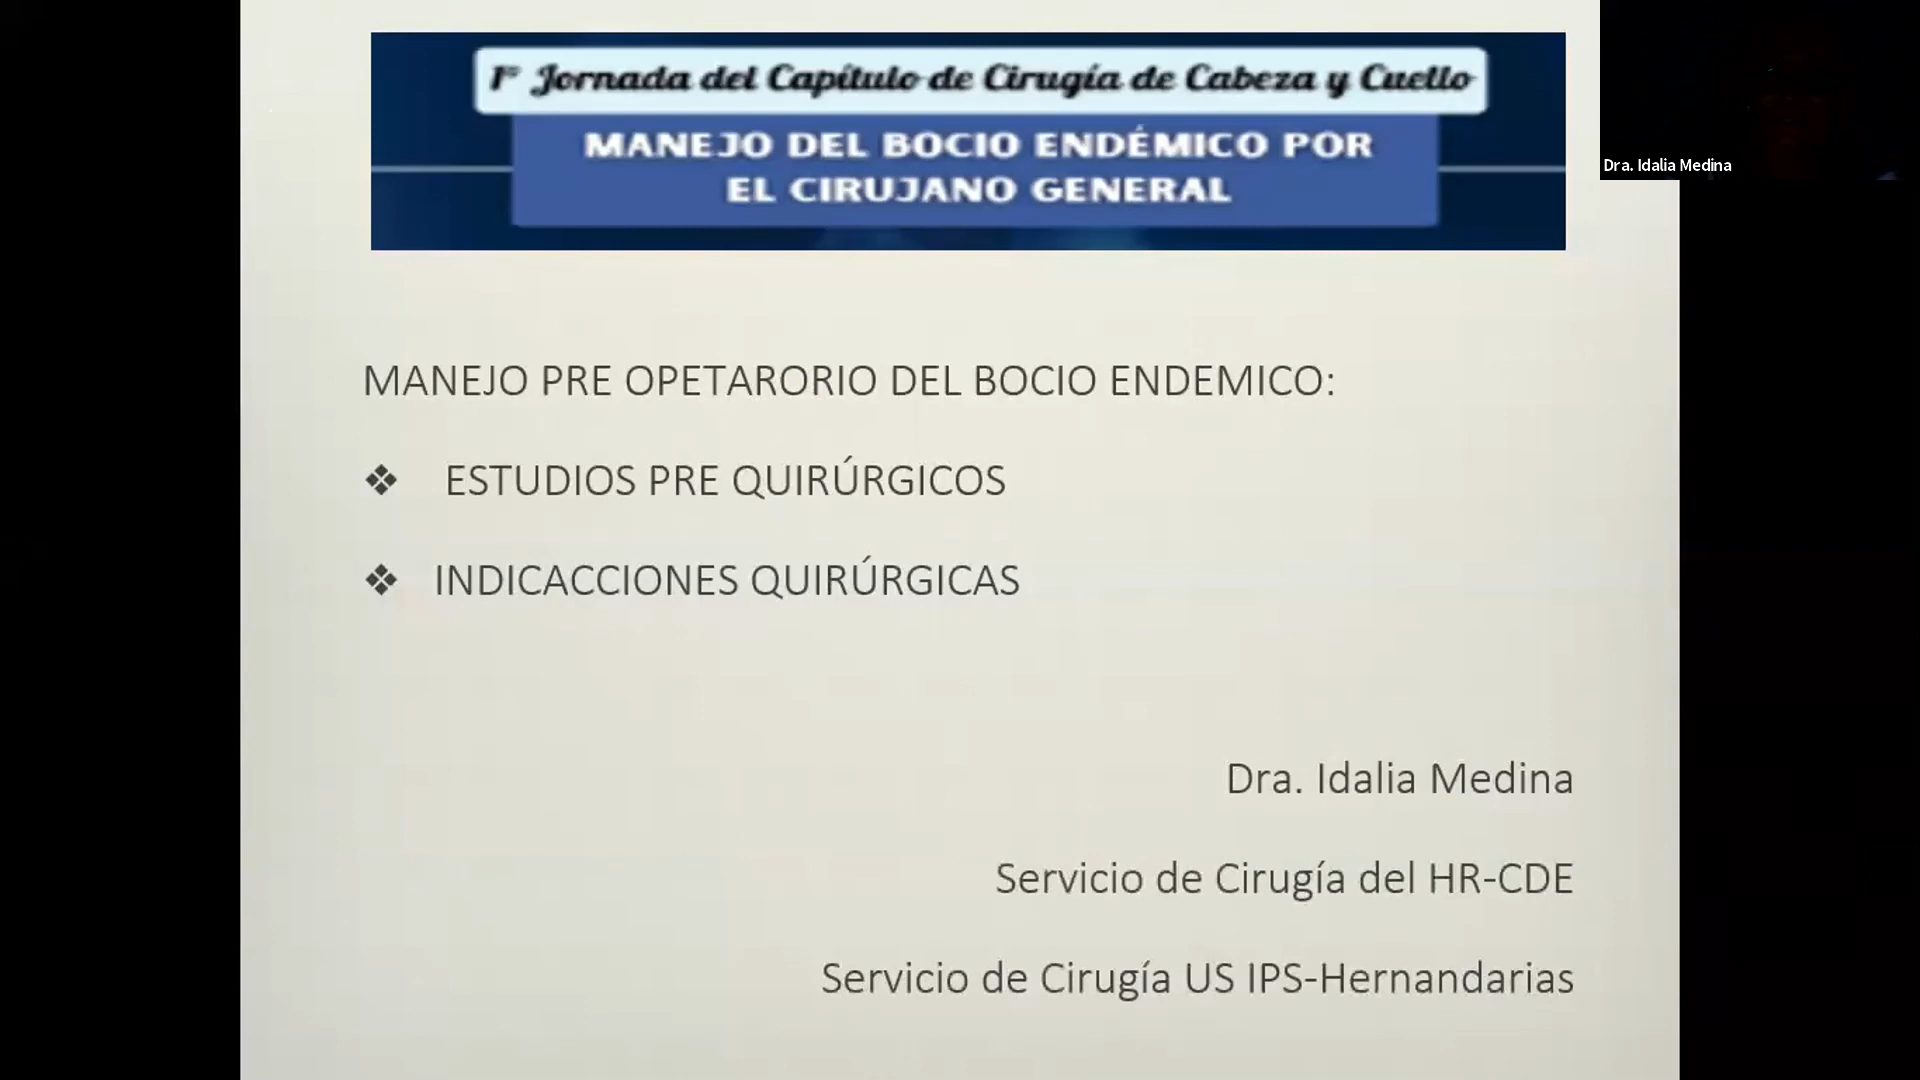 1ª Jornada del Capítulo de Cirugía de Cabeza y Cuello
MANEJO DEL BOCIO ENDÉMICO POR
EL CIRUJANO GENERAL
Dra. Idalia Medina
MANEJO PRE OPETARORIO DEL BOCIO ENDEMICO:
❖ ESTUDIOS PRE QUIRÚRGICOS
❖ INDICACCIONES QUIRÚRGICAS
Dra. Idalia Medina
Servicio de Cirugía del HR-CDE
Servicio de Cirugía US IPS-Hernandarias